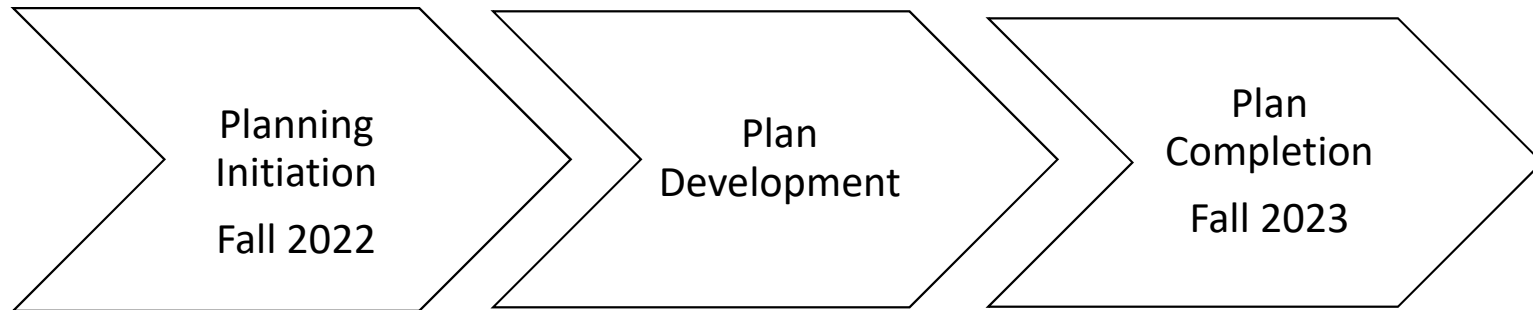 Planning
Initiation
Fall 2022
Plan
Development
Plan
Completion
Fall 2023